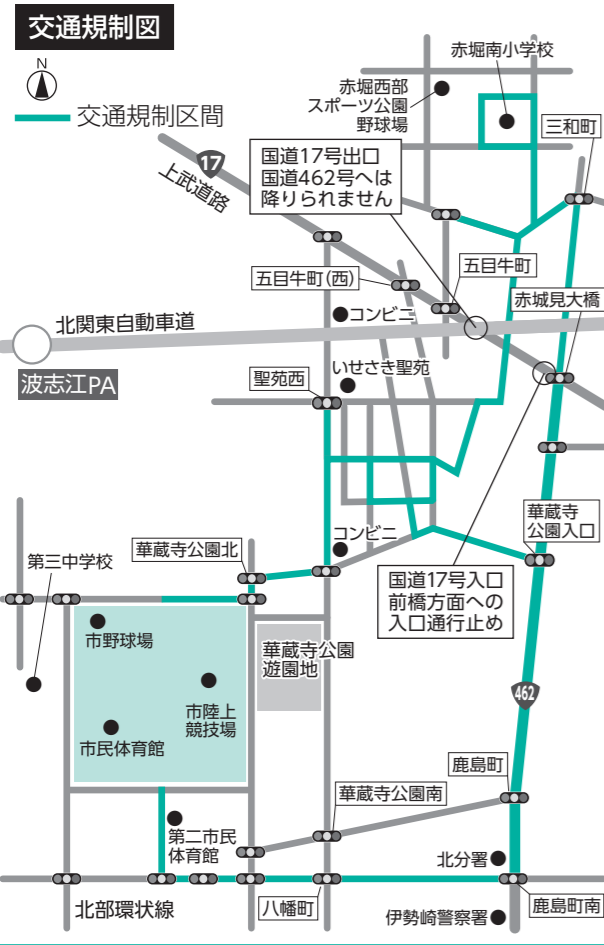 交通規制図
N
交通規制区間
赤堀南小学校
赤堀西部
スポーツ公園
野球場
三和町
17
上武道路
国道17号出口
国道462号へは
降りられません
五目牛町(西)
五目牛町
赤城見大橋
コンビニ
北関東自動車道
波志江PA
いせさき聖苑
聖苑西
華蔵寺
公園入口
コンビニ
華蔵寺公園北
第三中学校
国道17号入口
前橋方面への
入口通行止め
市野球場
華蔵寺公園
遊園地
市陸上
競技場
市民体育館
462
鹿島町
華蔵寺公園南
第二市民
体育館
北分署
北部環状線
八幡町
伊勢崎警察署
鹿島町南